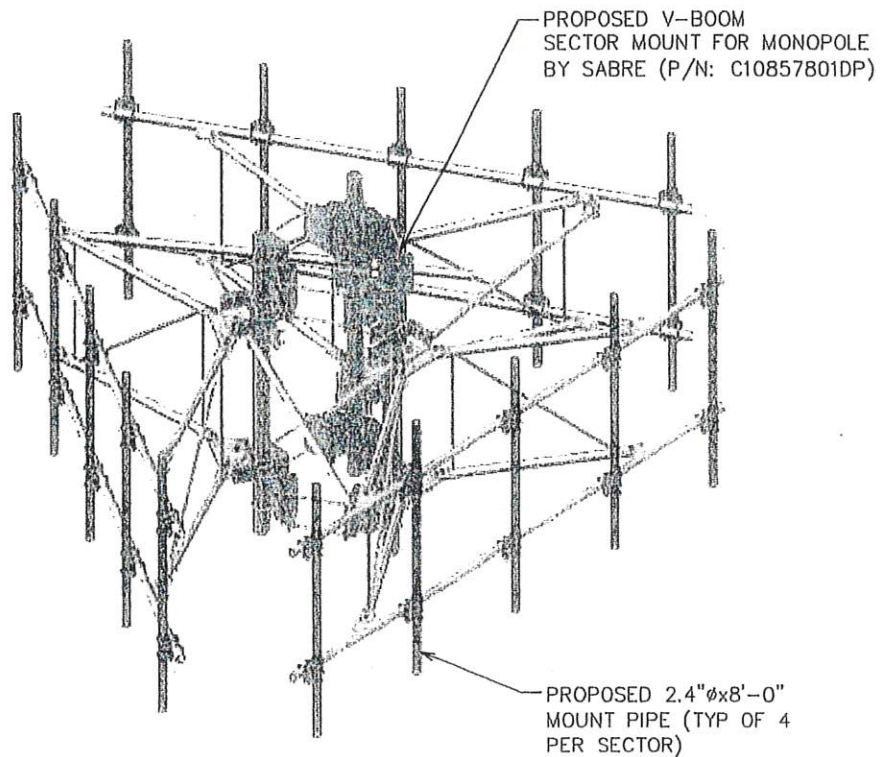 PROPOSED V-BOOM
SECTOR MOUNT FOR MONOPOLE
BY SABRE (P/N: C10857801DP)
PROPOSED 2.4"øx8'-0"
MOUNT PIPE (TYP OF 4
PER SECTOR)